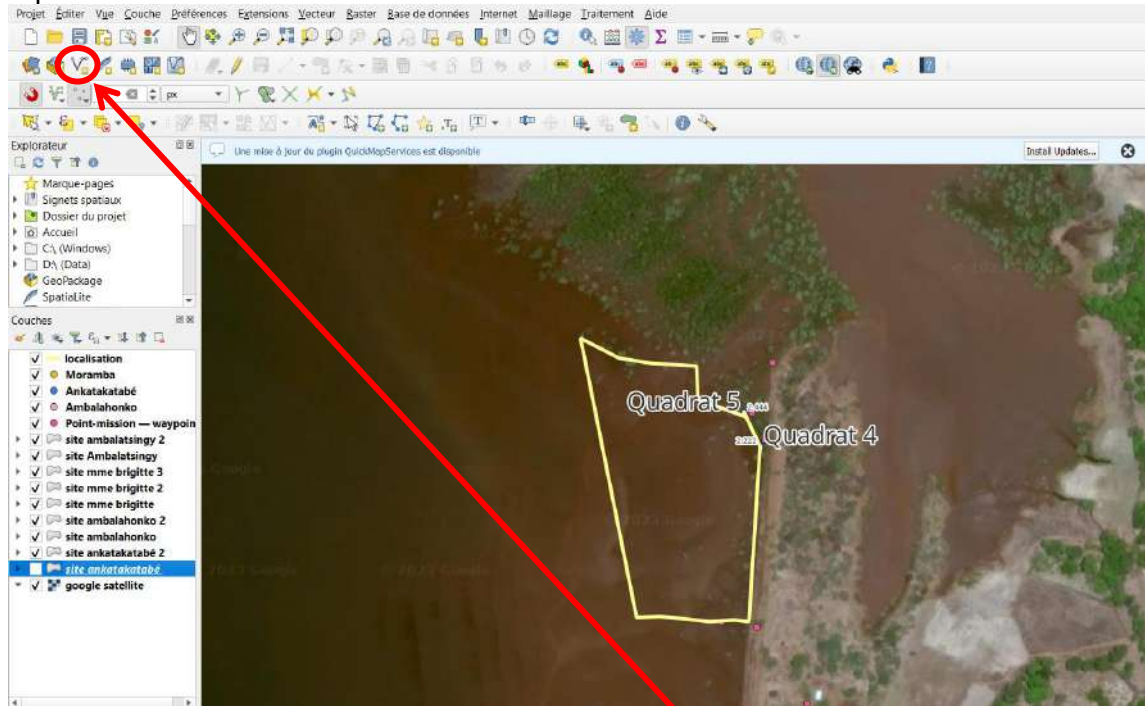 Projet Éditer Vue Couche Préférences Extensions Vecteur Raster Base de données Internet Maillage Traitement Aide
px
Explorateur
Une mise à jour du plugin QuickMapServices est disponible
Install Updates...
Marque-pages
Signets spatiaux
Dossier du projet
Accueil
C:\ (Windows)
D:\ (Data)
GeoPackage
SpatiaLite
Couches
localisation
Moramba
Ankatakatabé
Ambalahonko
Point-mission — waypoin
site ambalatsingy 2
site Ambalatsingy
site mme brigitte 3
site mme brigitte 2
site mme brigitte
site ambalahonko 2
site ambalahonko
site ankatakatabé 2
site ankatakatabé
google satellite
Quadrat 5
Quadrat 4